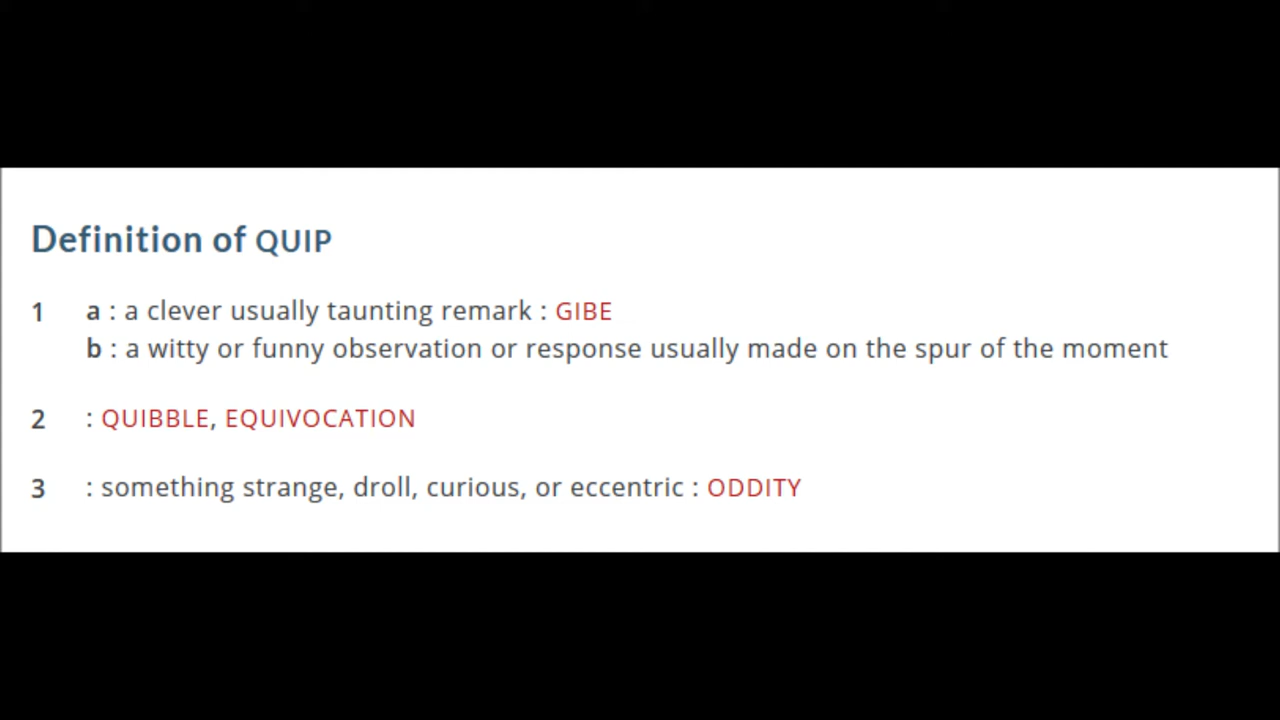 Definition of QUIP
1 a : a clever usually taunting remark : GIBE
b : a witty or funny observation or response usually made on the spur of the moment
2 : QUIBBLE, EQUIVOCATION
3 : something strange, droll, curious, or eccentric : ODDITY